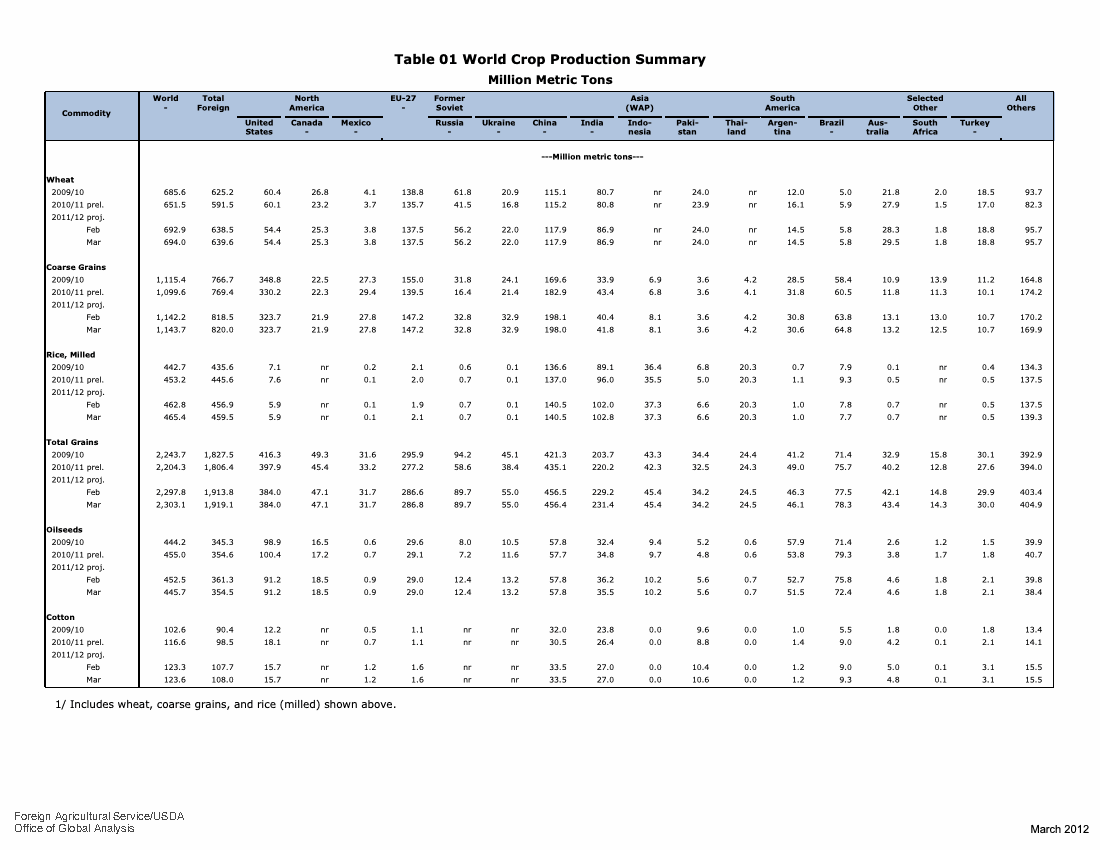 Table 01 World Crop Production Summary
Million Metric Tons
World Total North EU-27 Former Asia South Selected All
- Foreign America - Soviet (WAP) America Other Others
Commodity
United Canada Mexico Russia Ukraine China India Indo- Paki- Thai- Argen- Brazil Aus- South Turkey
States - - - - - - nesia stan land tina - tralia Africa -
---Million metric tons---
Wheat
2009/10 685.6 625.2 60.4 26.8 4.1 138.8 61.8 20.9 115.1 80.7 nr 24.0 nr 12.0 5.0 21.8 2.0 18.5 93.7
2010/11 prel. 651.5 591.5 60.1 23.2 3.7 135.7 41.5 16.8 115.2 80.8 nr 23.9 nr 16.1 5.9 27.9 1.5 17.0 82.3
2011/12 proj.
Feb 692.9 638.5 54.4 25.3 3.8 137.5 56.2 22.0 117.9 86.9 nr 24.0 nr 14.5 5.8 28.3 1.8 18.8 95.7
Mar 694.0 639.6 54.4 25.3 3.8 137.5 56.2 22.0 117.9 86.9 nr 24.0 nr 14.5 5.8 29.5 1.8 18.8 95.7
Coarse Grains
2009/10 1,115.4 766.7 348.8 22.5 27.3 155.0 31.8 24.1 169.6 33.9 6.9 3.6 4.2 28.5 58.4 10.9 13.9 11.2 164.8
2010/11 prel. 1,099.6 769.4 330.2 22.3 29.4 139.5 16.4 21.4 182.9 43.4 6.8 3.6 4.1 31.8 60.5 11.8 11.3 10.1 174.2
2011/12 proj.
Feb 1,142.2 818.5 323.7 21.9 27.8 147.2 32.8 32.9 198.1 40.4 8.1 3.6 4.2 30.8 63.8 13.1 13.0 10.7 170.2
Mar 1,143.7 820.0 323.7 21.9 27.8 147.2 32.8 32.9 198.0 41.8 8.1 3.6 4.2 30.6 64.8 13.2 12.5 10.7 169.9
Rice, Milled
2009/10 442.7 435.6 7.1 nr 0.2 2.1 0.6 0.1 136.6 89.1 36.4 6.8 20.3 0.7 7.9 0.1 nr 0.4 134.3
2010/11 prel. 453.2 445.6 7.6 nr 0.1 2.0 0.7 0.1 137.0 96.0 35.5 5.0 20.3 1.1 9.3 0.5 nr 0.5 137.5
2011/12 proj.
Feb 462.8 456.9 5.9 nr 0.1 1.9 0.7 0.1 140.5 102.0 37.3 6.6 20.3 1.0 7.8 0.7 nr 0.5 137.5
Mar 465.4 459.5 5.9 nr 0.1 2.1 0.7 0.1 140.5 102.8 37.3 6.6 20.3 1.0 7.7 0.7 nr 0.5 139.3
Total Grains
2009/10 2,243.7 1,827.5 416.3 49.3 31.6 295.9 94.2 45.1 421.3 203.7 43.3 34.4 24.4 41.2 71.4 32.9 15.8 30.1 392.9
2010/11 prel. 2,204.3 1,806.4 397.9 45.4 33.2 277.2 58.6 38.4 435.1 220.2 42.3 32.5 24.3 49.0 75.7 40.2 12.8 27.6 394.0
2011/12 proj.
Feb 2,297.8 1,913.8 384.0 47.1 31.7 286.6 89.7 55.0 456.5 229.2 45.4 34.2 24.5 46.3 77.5 42.1 14.8 29.9 403.4
Mar 2,303.1 1,919.1 384.0 47.1 31.7 286.8 89.7 55.0 456.4 231.4 45.4 34.2 24.5 46.1 78.3 43.4 14.3 30.0 404.9
Oilseeds
2009/10 444.2 345.3 98.9 16.5 0.6 29.6 8.0 10.5 57.8 32.4 9.4 5.2 0.6 57.9 71.4 2.6 1.2 1.5 39.9
2010/11 prel. 455.0 354.6 100.4 17.2 0.7 29.1 7.2 11.6 57.7 34.8 9.7 4.8 0.6 53.8 79.3 3.8 1.7 1.8 40.7
2011/12 proj.
Feb 452.5 361.3 91.2 18.5 0.9 29.0 12.4 13.2 57.8 36.2 10.2 5.6 0.7 52.7 75.8 4.6 1.8 2.1 39.8
Mar 445.7 354.5 91.2 18.5 0.9 29.0 12.4 13.2 57.8 35.5 10.2 5.6 0.7 51.5 72.4 4.6 1.8 2.1 38.4
Cotton
2009/10 102.6 90.4 12.2 nr 0.5 1.1 nr nr 32.0 23.8 0.0 9.6 0.0 1.0 5.5 1.8 0.0 1.8 13.4
2010/11 prel. 116.6 98.5 18.1 nr 0.7 1.1 nr nr 30.5 26.4 0.0 8.8 0.0 1.4 9.0 4.2 0.1 2.1 14.1
2011/12 proj.
Feb 123.3 107.7 15.7 nr 1.2 1.6 nr nr 33.5 27.0 0.0 10.4 0.0 1.2 9.0 5.0 0.1 3.1 15.5
Mar 123.6 108.0 15.7 nr 1.2 1.6 nr nr 33.5 27.0 0.0 10.6 0.0 1.2 9.3 4.8 0.1 3.1 15.5
1/ Includes wheat, coarse grains, and rice (milled) shown above.
Foreign Agricultural Service/USDA
Office of Global Analysis
March 2012